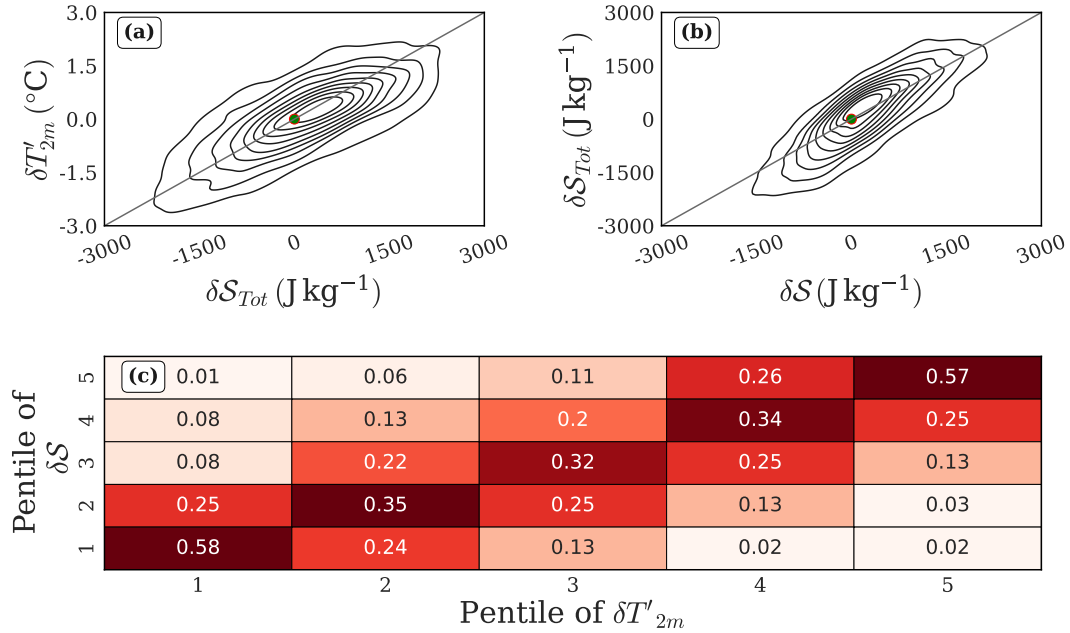 (a)
3.0
1.5
0.0
-1.5
-3.0
δT′2m (°C)
-3000 -1500 0 1500 3000
δS_Tot (J kg⁻¹)
(b)
3000
1500
0
-1500
-3000
δS_Tot (J kg⁻¹)
-3000 -1500 0 1500 3000
δS (J kg⁻¹)
(c)
Pentile of
δS
5 0.01 0.06 0.11 0.26 0.57
4 0.08 0.13 0.2 0.34 0.25
3 0.08 0.22 0.32 0.25 0.13
2 0.25 0.35 0.25 0.13 0.03
1 0.58 0.24 0.13 0.02 0.02
1 2 3 4 5
Pentile of δT′2m